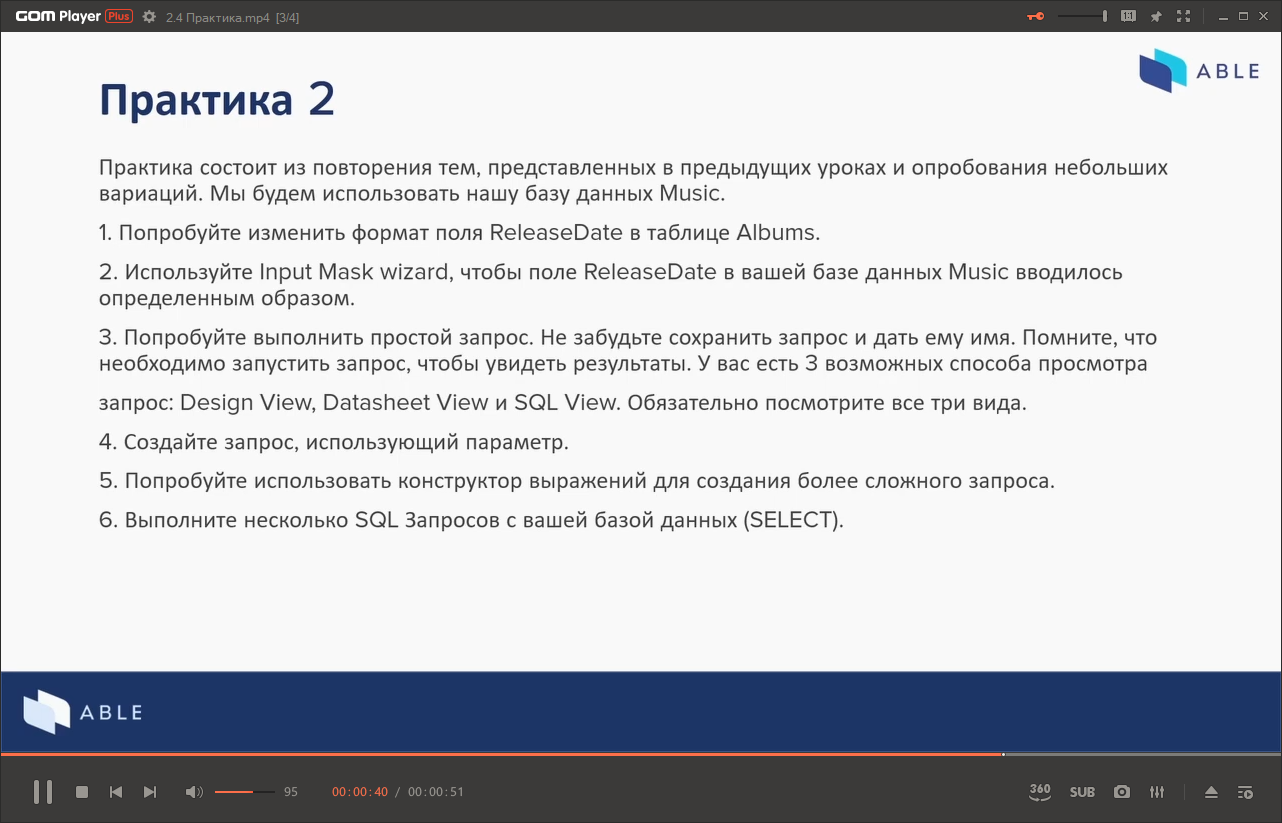 GOM Player Plus 2.4 Практика.mp4 [3/4]
ABLE
Практика 2
Практика состоит из повторения тем, представленных в предыдущих уроках и опробования небольших
вариаций. Мы будем использовать нашу базу данных Music.
1. Попробуйте изменить формат поля ReleaseDate в таблице Albums.
2. Используйте Input Mask wizard, чтобы поле ReleaseDate в вашей базе данных Music вводилось
определенным образом.
3. Попробуйте выполнить простой запрос. Не забудьте сохранить запрос и дать ему имя. Помните, что
необходимо запустить запрос, чтобы увидеть результаты. У вас есть 3 возможных способа просмотра
запрос: Design View, Datasheet View и SQL View. Обязательно посмотрите все три вида.
4. Создайте запрос, использующий параметр.
5. Попробуйте использовать конструктор выражений для создания более сложного запроса.
6. Выполните несколько SQL Запросов с вашей базой данных (SELECT).
ABLE
95 00:00:40 / 00:00:51 360 SUB